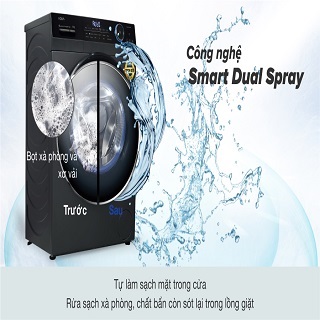 Công nghệ
Smart Dual Spray
Bọt xà phòng và
xơ vải
Trước
Sau
Tự làm sạch mặt trong cửa
Rửa sạch xà phòng, chất bẩn còn sót lại trong lồng giặt